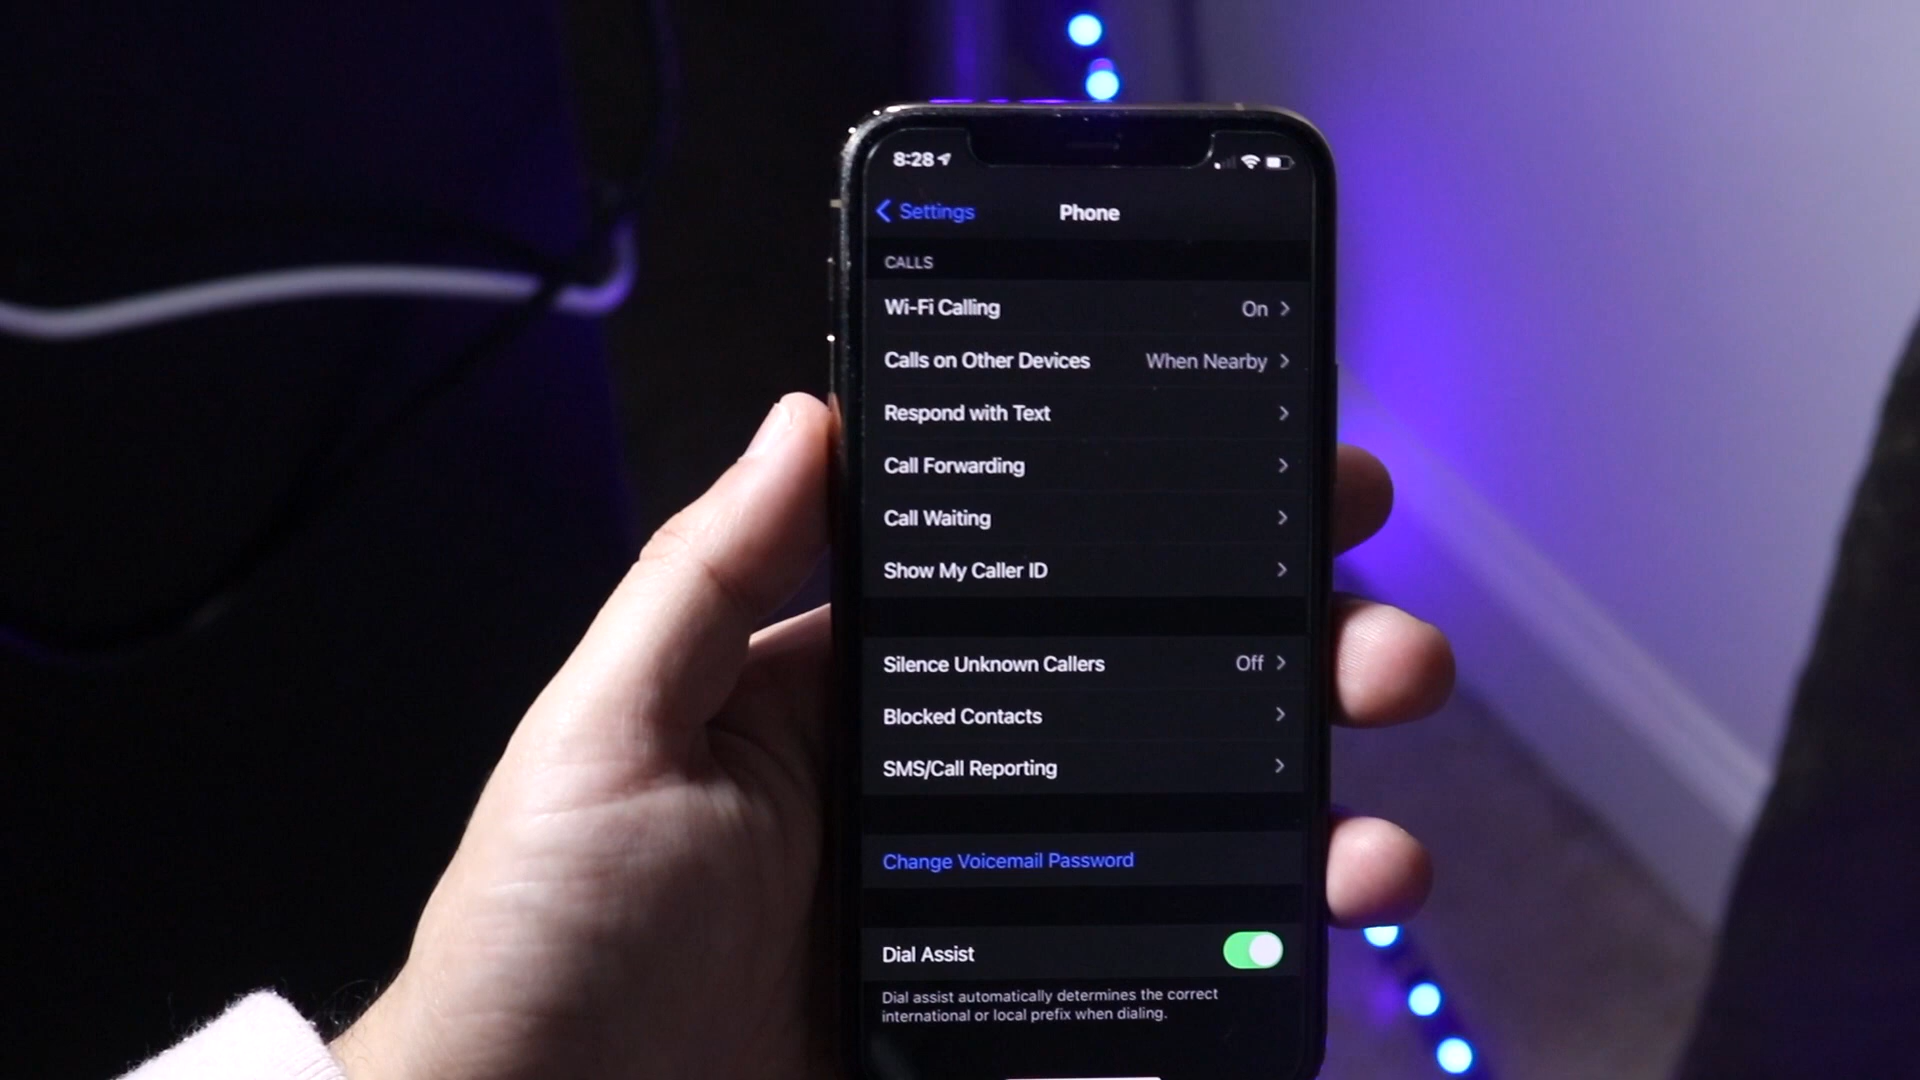 8:28
Settings
Phone
CALLS
Wi-Fi Calling On
Calls on Other Devices When Nearby
Respond with Text
Call Forwarding
Call Waiting
Show My Caller ID
Silence Unknown Callers Off
Blocked Contacts
SMS/Call Reporting
Change Voicemail Password
Dial Assist
Dial assist automatically determines the correct
international or local prefix when dialing.